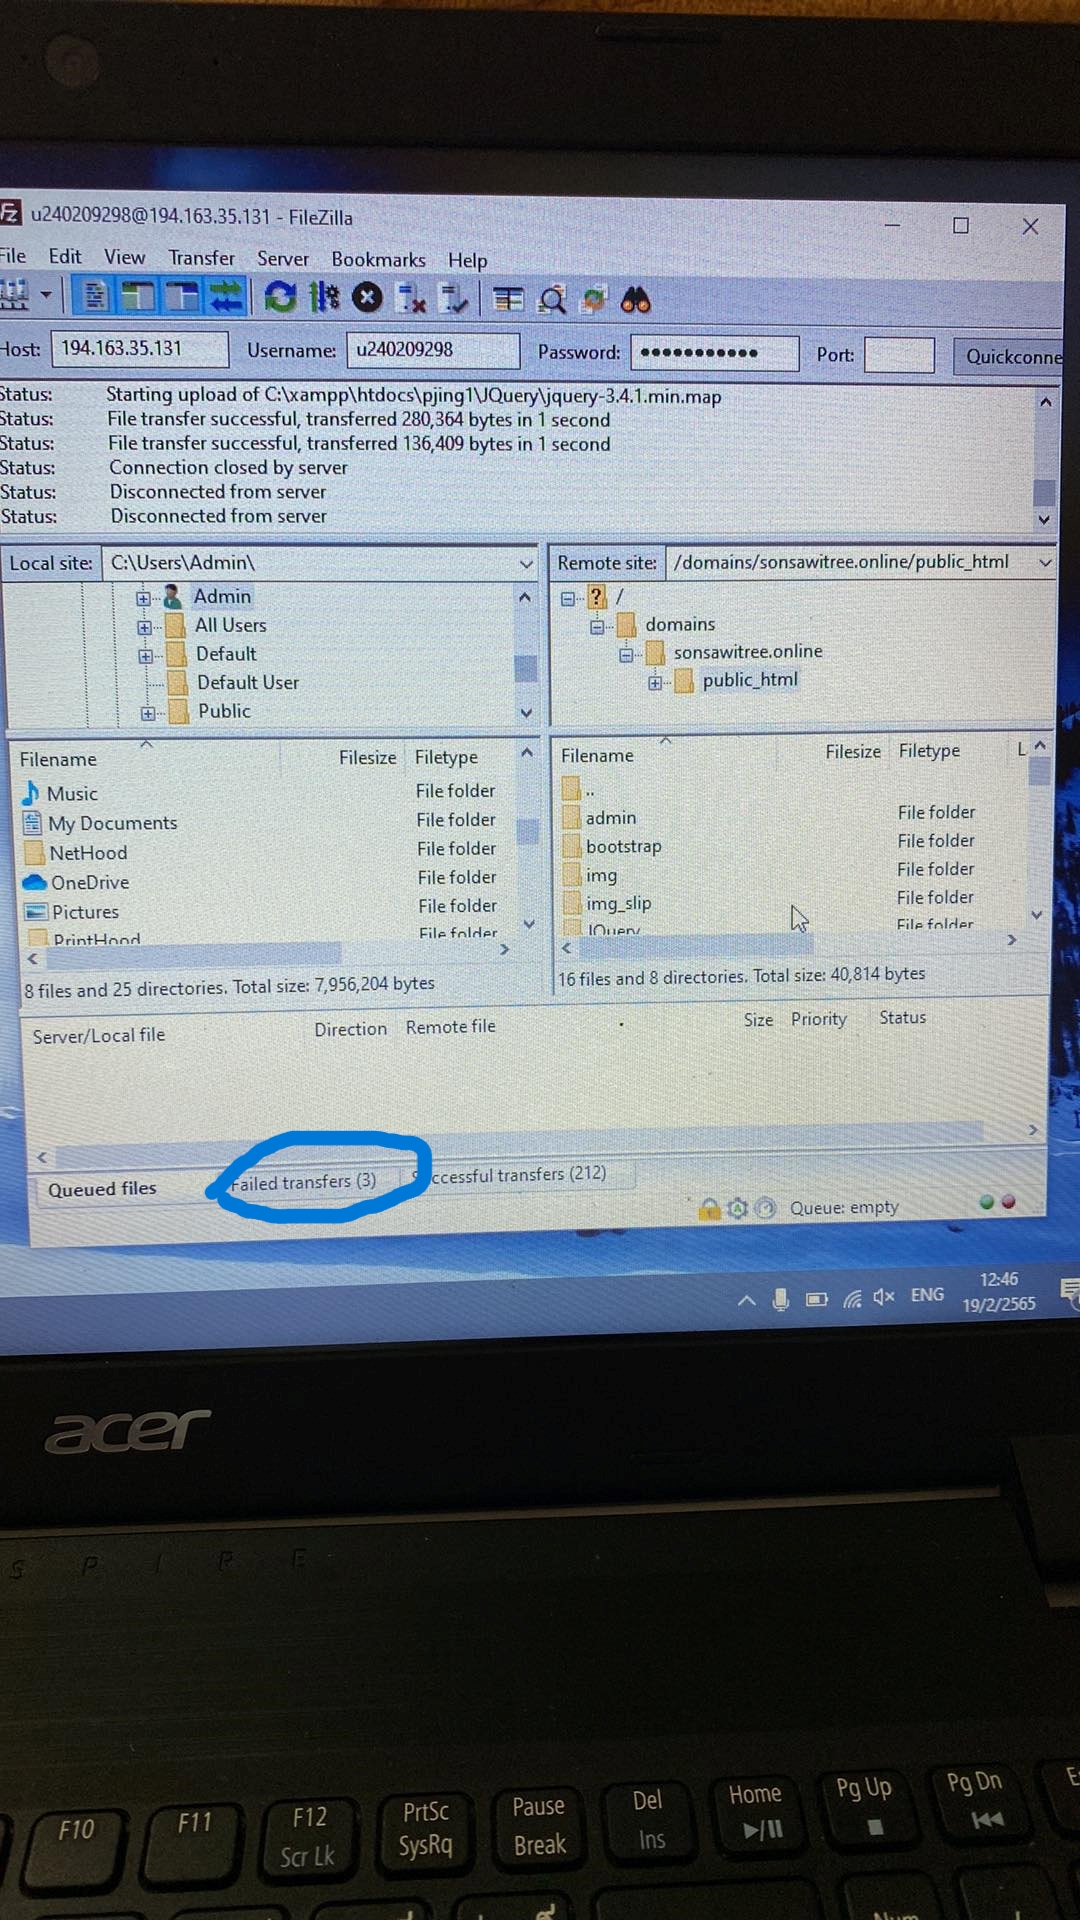 u240209298@194.163.35.131 - FileZilla
File Edit View Transfer Server Bookmarks Help
Host: 194.163.35.131 Username: u240209298 Password: ●●●●●●●●●●● Port: Quickconne
Status: Starting upload of C:\xampp\htdocs\pjing1\JQuery\jquery-3.4.1.min.map
Status: File transfer successful, transferred 280,364 bytes in 1 second
Status: File transfer successful, transferred 136,409 bytes in 1 second
Status: Connection closed by server
Status: Disconnected from server
Status: Disconnected from server
Local site: C:\Users\Admin\
Admin
All Users
Default
Default User
Public
Remote site: /domains/sonsawitree.online/public_html
/
domains
sonsawitree.online
public_html
Filename Filesize Filetype
Music File folder
My Documents File folder
NetHood File folder
OneDrive File folder
Pictures File folder
PrintHood File folder
8 files and 25 directories. Total size: 7,956,204 bytes
Filename Filesize Filetype L
..
admin File folder
bootstrap File folder
img File folder
img_slip File folder
JQuery File folder
16 files and 8 directories. Total size: 40,814 bytes
Server/Local file Direction Remote file Size Priority Status
Queued files Failed transfers (3) Successful transfers (212)
Queue: empty
ENG 12:46
19/2/2565
acer
S P I R E
F10 F11 F12 PrtSc Pause Del Home Pg Up Pg Dn
Scr Lk SysRq Break Ins
Num